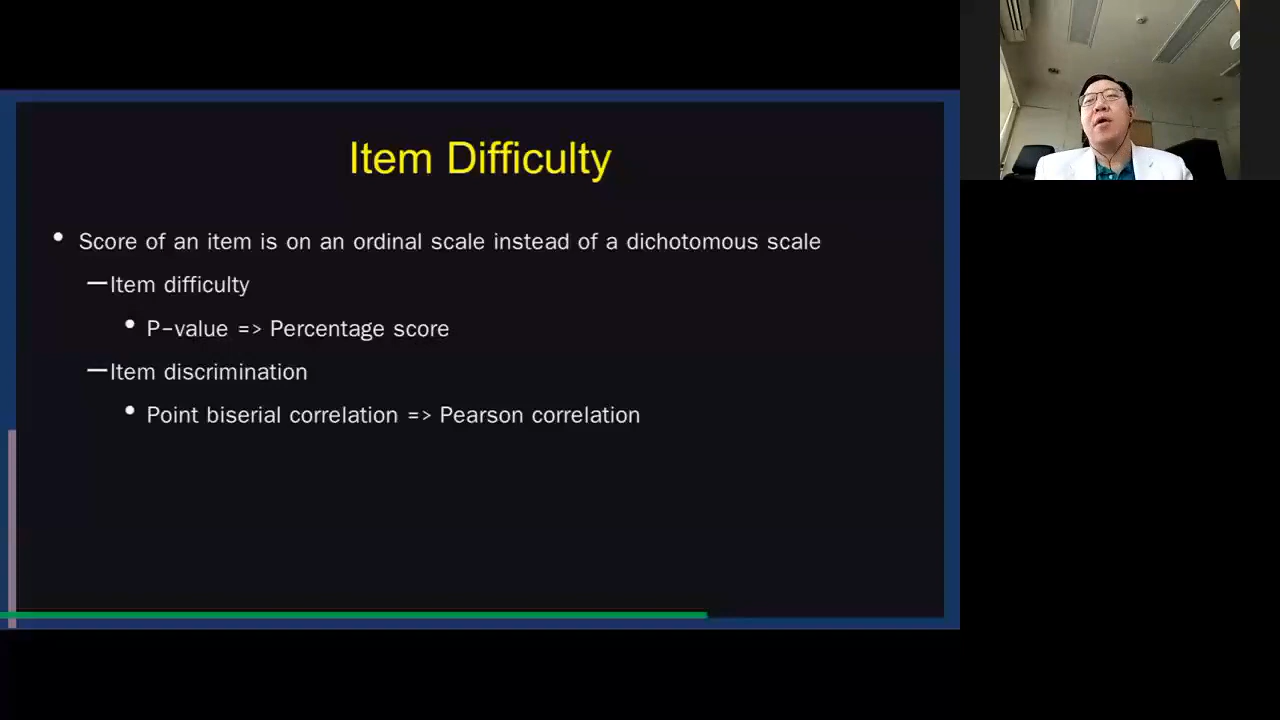 Item Difficulty
• Score of an item is on an ordinal scale instead of a dichotomous scale
—Item difficulty
• P-value => Percentage score
—Item discrimination
• Point biserial correlation => Pearson correlation